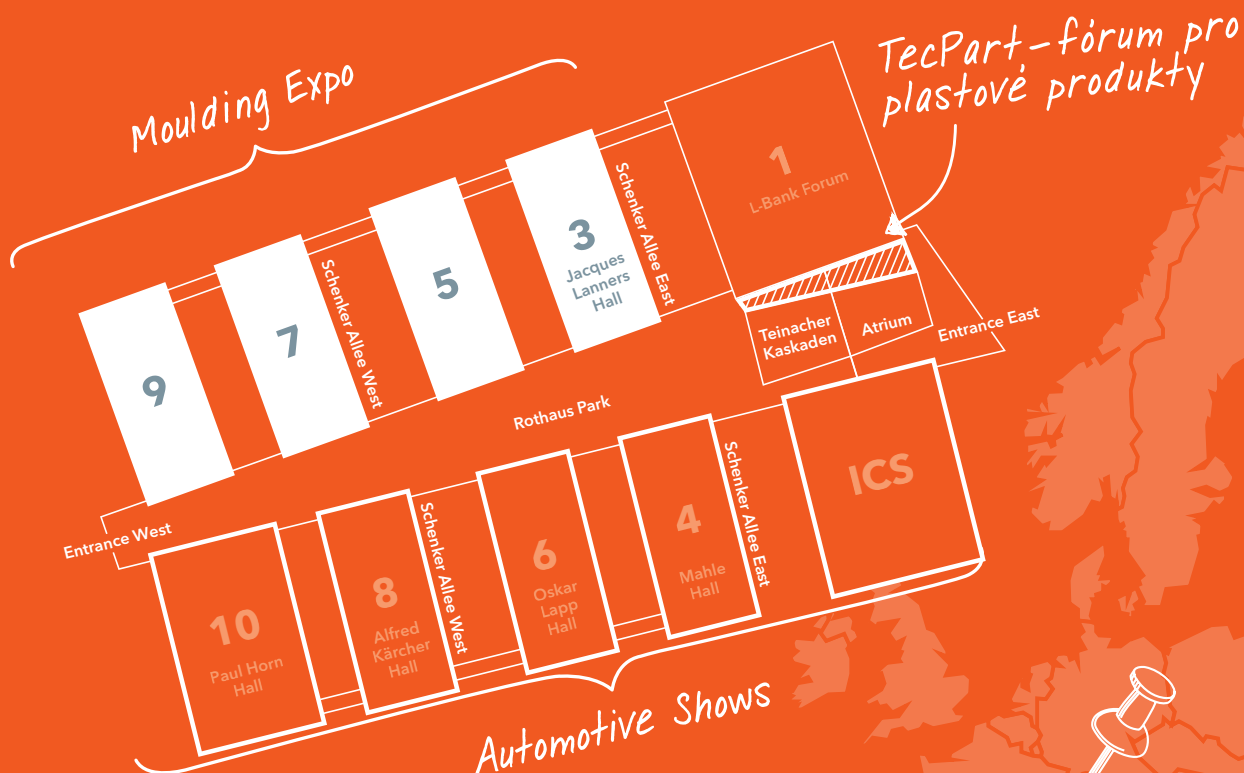 TecPart–fórum pro
plastové produkty
Moulding Expo
1
L-Bank Forum
3
Jacques
Lanners
Hall
Schenker Allee East
5
7
Schenker Allee West
9
Teinacher
Kaskaden
Atrium
Entrance East
Rothaus Park
Entrance West
ICS
4
Mahle
Hall
Schenker Allee East
6
Oskar
Lapp
Hall
8
Alfred
Kärcher
Hall
Schenker Allee West
10
Paul Horn
Hall
Automotive Shows